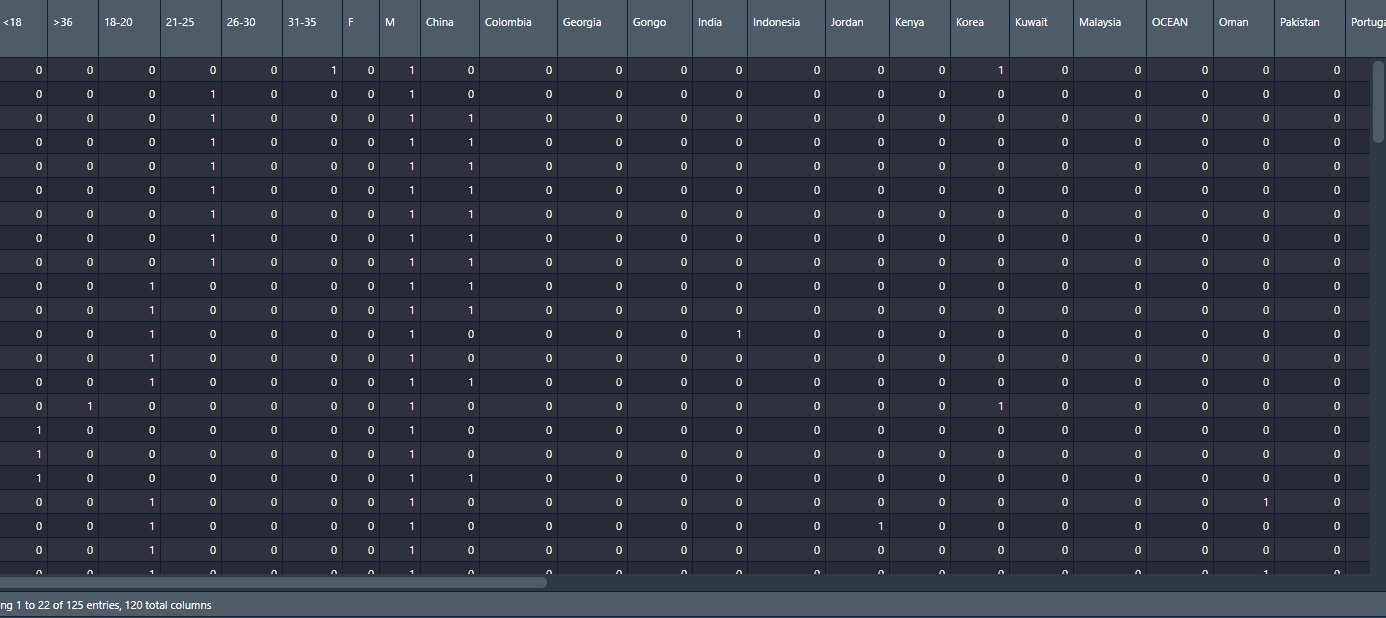 <18 >36 18-20 21-25 26-30 31-35 F M China Colombia Georgia Gongo India Indonesia Jordan Kenya Korea Kuwait Malaysia OCEAN Oman Pakistan Portuga
0 0 0 0 0 1 0 1 0 0 0 0 0 0 0 0 1 0 0 0 0 0
0 0 0 1 0 0 0 1 0 0 0 0 0 0 0 0 0 0 0 0 0 0
0 0 0 1 0 0 0 1 1 0 0 0 0 0 0 0 0 0 0 0 0 0
0 0 0 1 0 0 0 1 1 0 0 0 0 0 0 0 0 0 0 0 0 0
0 0 0 1 0 0 0 1 1 0 0 0 0 0 0 0 0 0 0 0 0 0
0 0 0 1 0 0 0 1 1 0 0 0 0 0 0 0 0 0 0 0 0 0
0 0 0 1 0 0 0 1 1 0 0 0 0 0 0 0 0 0 0 0 0 0
0 0 0 1 0 0 0 1 1 0 0 0 0 0 0 0 0 0 0 0 0 0
0 0 0 1 0 0 0 1 1 0 0 0 0 0 0 0 0 0 0 0 0 0
0 0 1 0 0 0 0 1 1 0 0 0 0 0 0 0 0 0 0 0 0 0
0 0 1 0 0 0 0 1 1 0 0 0 0 0 0 0 0 0 0 0 0 0
0 0 1 0 0 0 0 1 0 0 0 0 1 0 0 0 0 0 0 0 0 0
0 0 1 0 0 0 0 1 0 0 0 0 0 0 0 0 0 0 0 0 0 0
0 0 1 0 0 0 0 1 1 0 0 0 0 0 0 0 0 0 0 0 0 0
0 1 0 0 0 0 0 1 0 0 0 0 0 0 0 0 1 0 0 0 0 0
1 0 0 0 0 0 0 1 0 0 0 0 0 0 0 0 0 0 0 0 0 0
1 0 0 0 0 0 0 1 0 0 0 0 0 0 0 0 0 0 0 0 0 0
1 0 0 0 0 0 0 1 1 0 0 0 0 0 0 0 0 0 0 0 0 0
0 0 1 0 0 0 0 1 0 0 0 0 0 0 0 0 0 0 0 0 1 0
0 0 1 0 0 0 0 1 0 0 0 0 0 0 1 0 0 0 0 0 0 0
0 0 1 0 0 0 0 1 0 0 0 0 0 0 0 0 0 0 0 0 0 0
0 0 1 0 0 0 0 1 0 0 0 0 0 0 0 0 0 0 0 0 1 0
ng 1 to 22 of 125 entries, 120 total columns